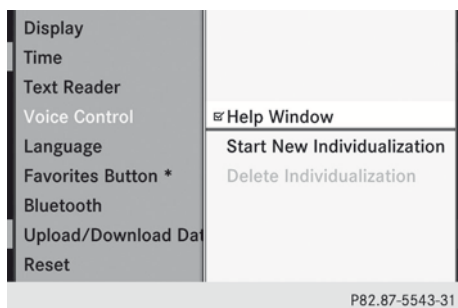 Display
Time
Text Reader
Voice Control
Language
Favorites Button *
Bluetooth
Upload/Download Dat
Reset
Help Window
Start New Individualization
Delete Individualization
P82.87-5543-31